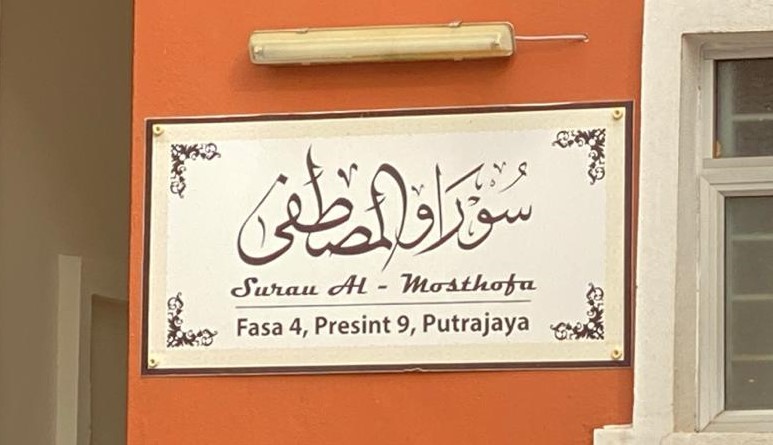 سوراو المصطفى
Surau Al - Mosthofa
Fasa 4, Presint 9, Putrajaya